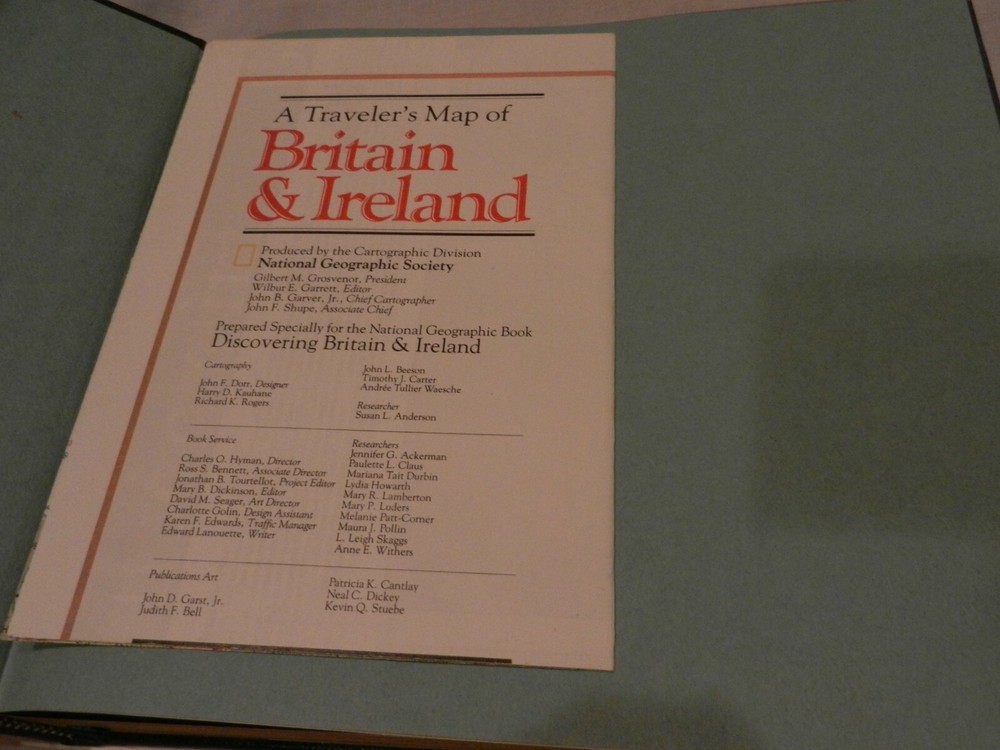 A Traveler's Map of
Britain
& Ireland
Produced by the Cartographic Division
National Geographic Society
Gilbert M. Grosvenor, President
Wilbur E. Garrett, Editor
John B. Garver, Jr., Chief Cartographer
John F. Shupe, Associate Chief
Prepared Specially for the National Geographic Book
Discovering Britain & Ireland
Cartography
John F. Dorr, Designer
Harry D. Kauhane
Richard K. Rogers
John L. Beeson
Timothy J. Carter
Andrée Tullier Waesche
Researcher
Susan L. Anderson
Book Service
Charles O. Hyman, Director
Ross S. Bennett, Associate Director
Jonathan B. Tourtellot, Project Editor
Mary B. Dickinson, Editor
David M. Seager, Art Director
Charlotte Golin, Design Assistant
Karen F. Edwards, Traffic Manager
Edward Lanouette, Writer
Researchers
Jennifer G. Ackerman
Paulette L. Claus
Mariana Tait Durbin
Lydia Howarth
Mary R. Lamberton
Mary P. Luders
Melanie Patt-Corner
Maura J. Pollin
L. Leigh Skaggs
Anne E. Withers
Publications Art
John D. Garst, Jr.
Judith F. Bell
Patricia K. Cantlay
Neal C. Dickey
Kevin Q. Stuebe